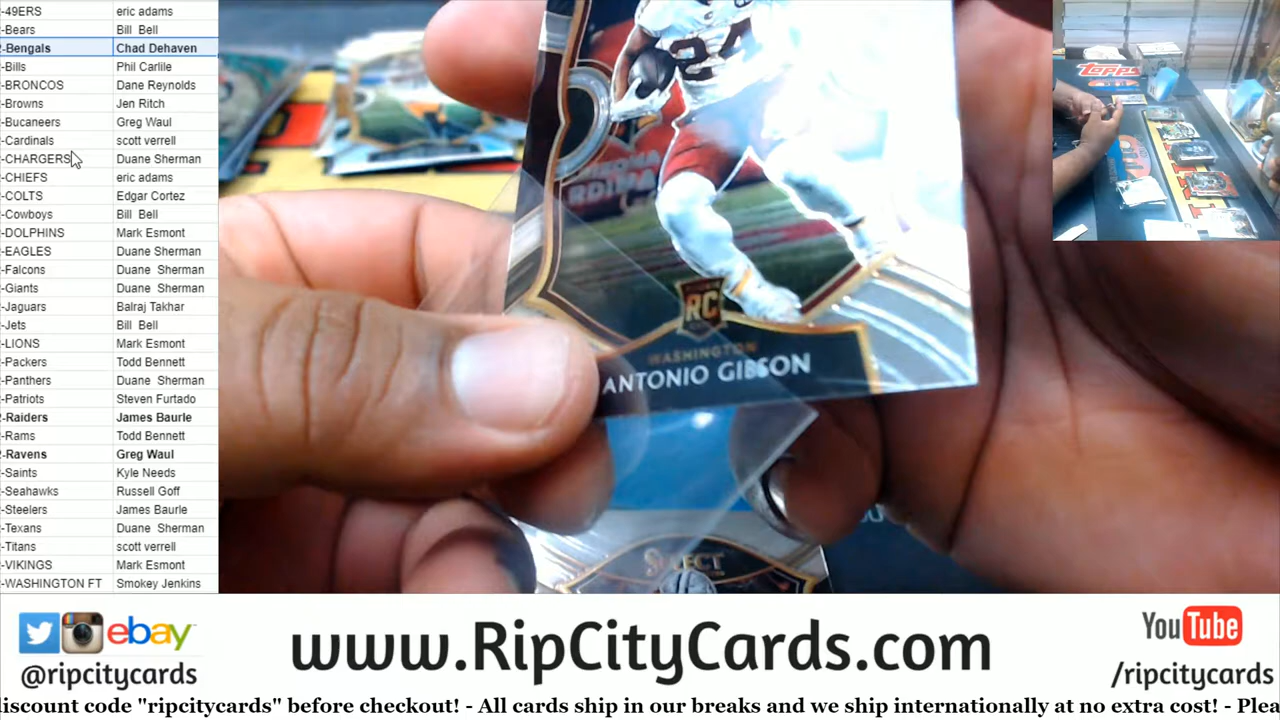 -49ERS eric adams
-Bears Bill Bell
-Bengals Chad Dehaven
-Bills Phil Carlile
-BRONCOS Dane Reynolds
-Browns Jen Ritch
-Bucaneers Greg Waul
-Cardinals scott verrell
-CHARGERS Duane Sherman
-CHIEFS eric adams
-COLTS Edgar Cortez
-Cowboys Bill Bell
-DOLPHINS Mark Esmont
-EAGLES Duane Sherman
-Falcons Duane Sherman
-Giants Duane Sherman
-Jaguars Balraj Takhar
-Jets Bill Bell
-LIONS Mark Esmont
-Packers Todd Bennett
-Panthers Duane Sherman
-Patriots Steven Furtado
-Raiders James Baurle
-Rams Todd Bennett
-Ravens Greg Waul
-Saints Kyle Needs
-Seahawks Russell Goff
-Steelers James Baurle
-Texans Duane Sherman
-Titans scott verrell
-VIKINGS Mark Esmont
-WASHINGTON FT Smokey Jenkins
24
RC
WASHINGTON
ANTONIO GIBSON
SELECT
Topps
ebay
@ripcitycards
www.RipCityCards.com
YouTube
/ripcitycards
discount code "ripcitycards" before checkout! - All cards ship in our breaks and we ship internationally at no extra cost! - Plea